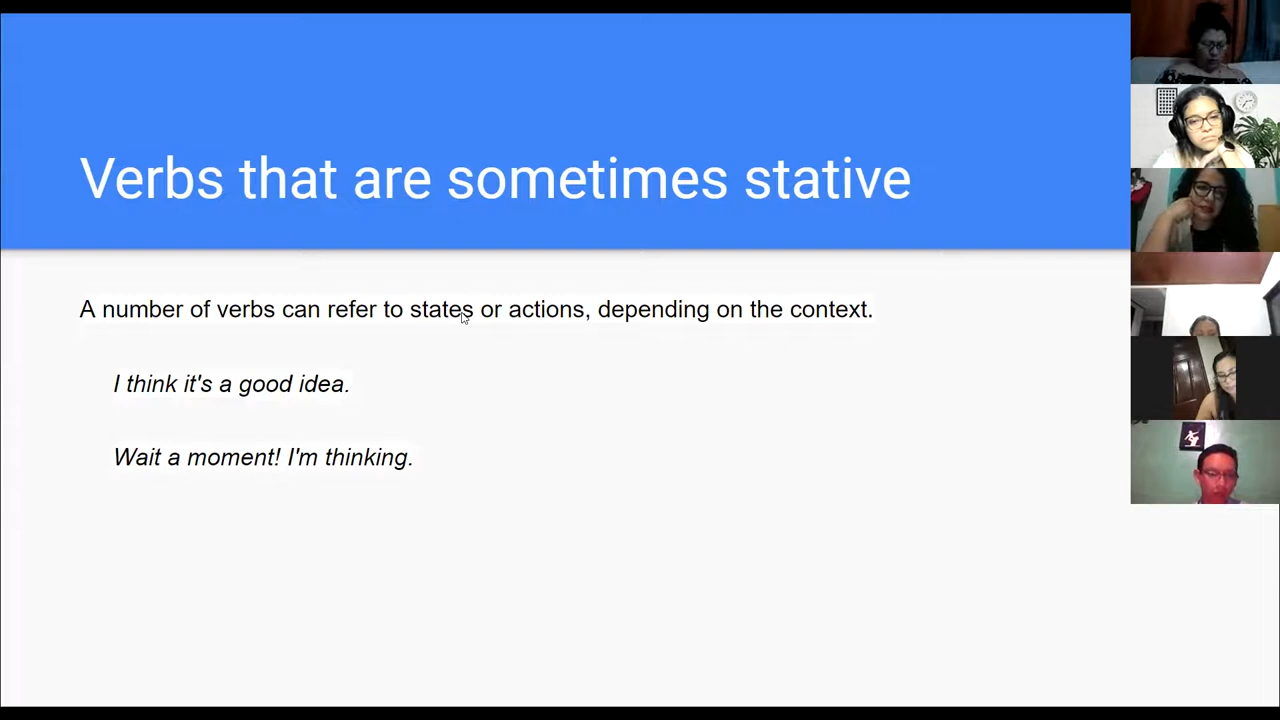 Verbs that are sometimes stative
A number of verbs can refer to states or actions, depending on the context.
I think it's a good idea.
Wait a moment! I'm thinking.